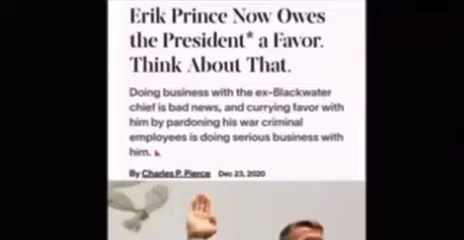 Erik Prince Now Owes
the President* a Favor.
Think About That.
Doing business with the ex-Blackwater
chief is bad news, and currying favor with
him by pardoning his war criminal
employees is doing serious business with
him.
By Charles P. Pierce Dec 23, 2020